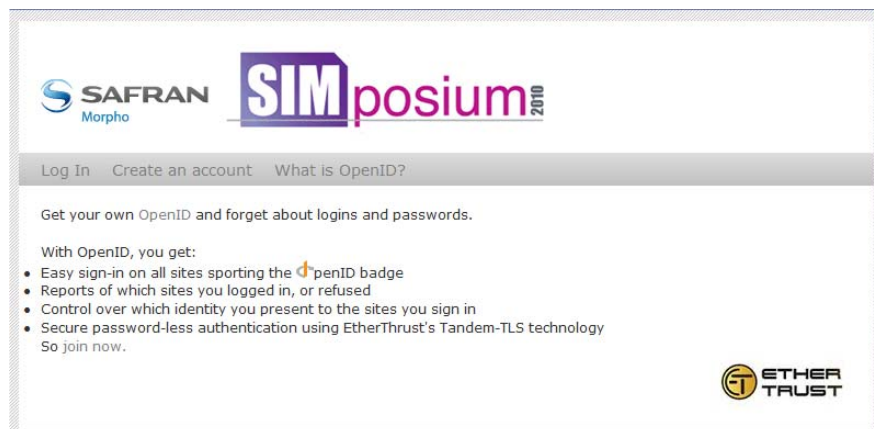 SAFRAN
Morpho
SIMposium 2010
Log In Create an account What is OpenID?
Get your own OpenID and forget about logins and passwords.
With OpenID, you get:
Easy sign-in on all sites sporting the OpenID badge
Reports of which sites you logged in, or refused
Control over which identity you present to the sites you sign in
Secure password-less authentication using EtherThrust's Tandem-TLS technology
So join now.
ETHER
TRUST